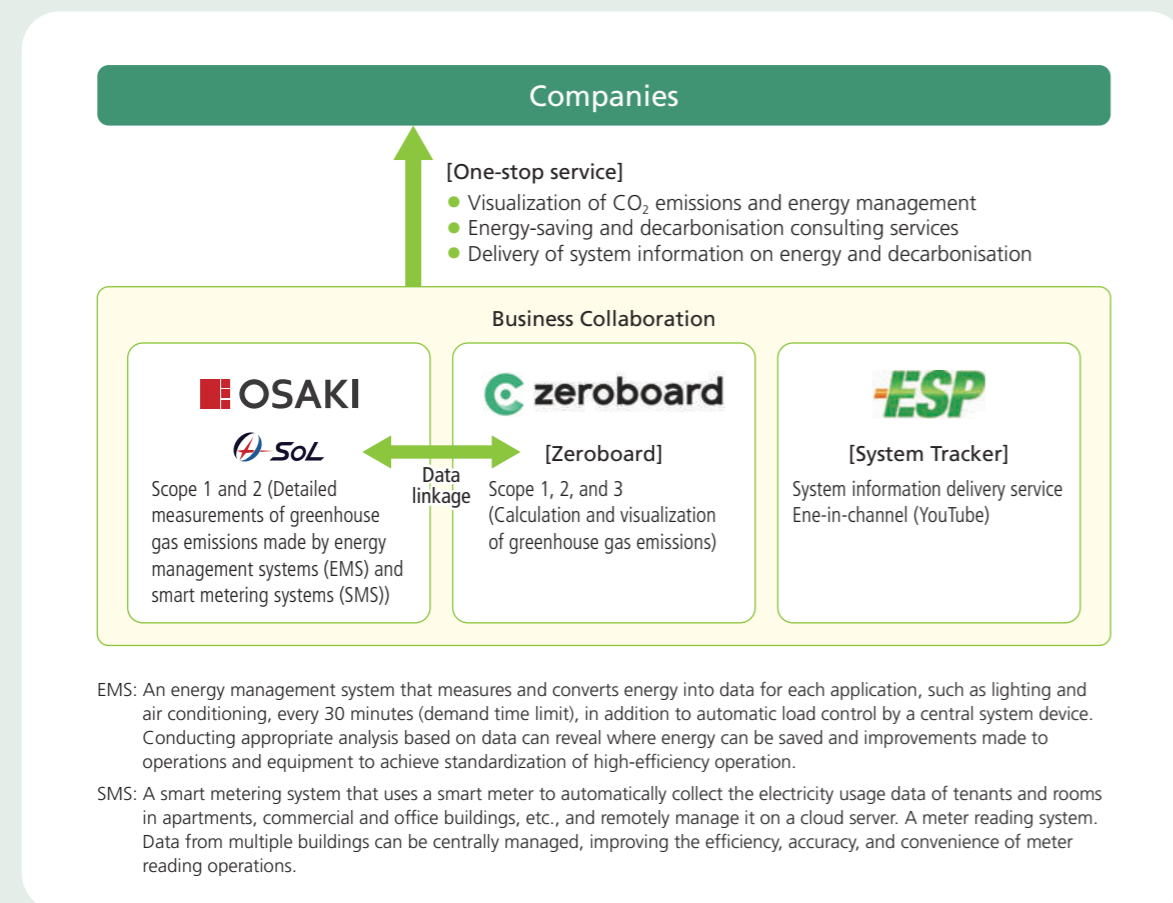 Companies
[One-stop service]
● Visualization of CO₂ emissions and energy management
● Energy-saving and decarbonisation consulting services
● Delivery of system information on energy and decarbonisation
Business Collaboration
OSAKI
SOL
Scope 1 and 2 (Detailed
measurements of greenhouse
gas emissions made by energy
management systems (EMS) and
smart metering systems (SMS))
Data
linkage
zeroboard
[Zeroboard]
Scope 1, 2, and 3
(Calculation and visualization
of greenhouse gas emissions)
ESP
[System Tracker]
System information delivery service
Ene-in-channel (YouTube)
EMS: An energy management system that measures and converts energy into data for each application, such as lighting and
air conditioning, every 30 minutes (demand time limit), in addition to automatic load control by a central system device.
Conducting appropriate analysis based on data can reveal where energy can be saved and improvements made to
operations and equipment to achieve standardization of high-efficiency operation.
SMS: A smart metering system that uses a smart meter to automatically collect the electricity usage data of tenants and rooms
in apartments, commercial and office buildings, etc., and remotely manage it on a cloud server. A meter reading system.
Data from multiple buildings can be centrally managed, improving the efficiency, accuracy, and convenience of meter
reading operations.